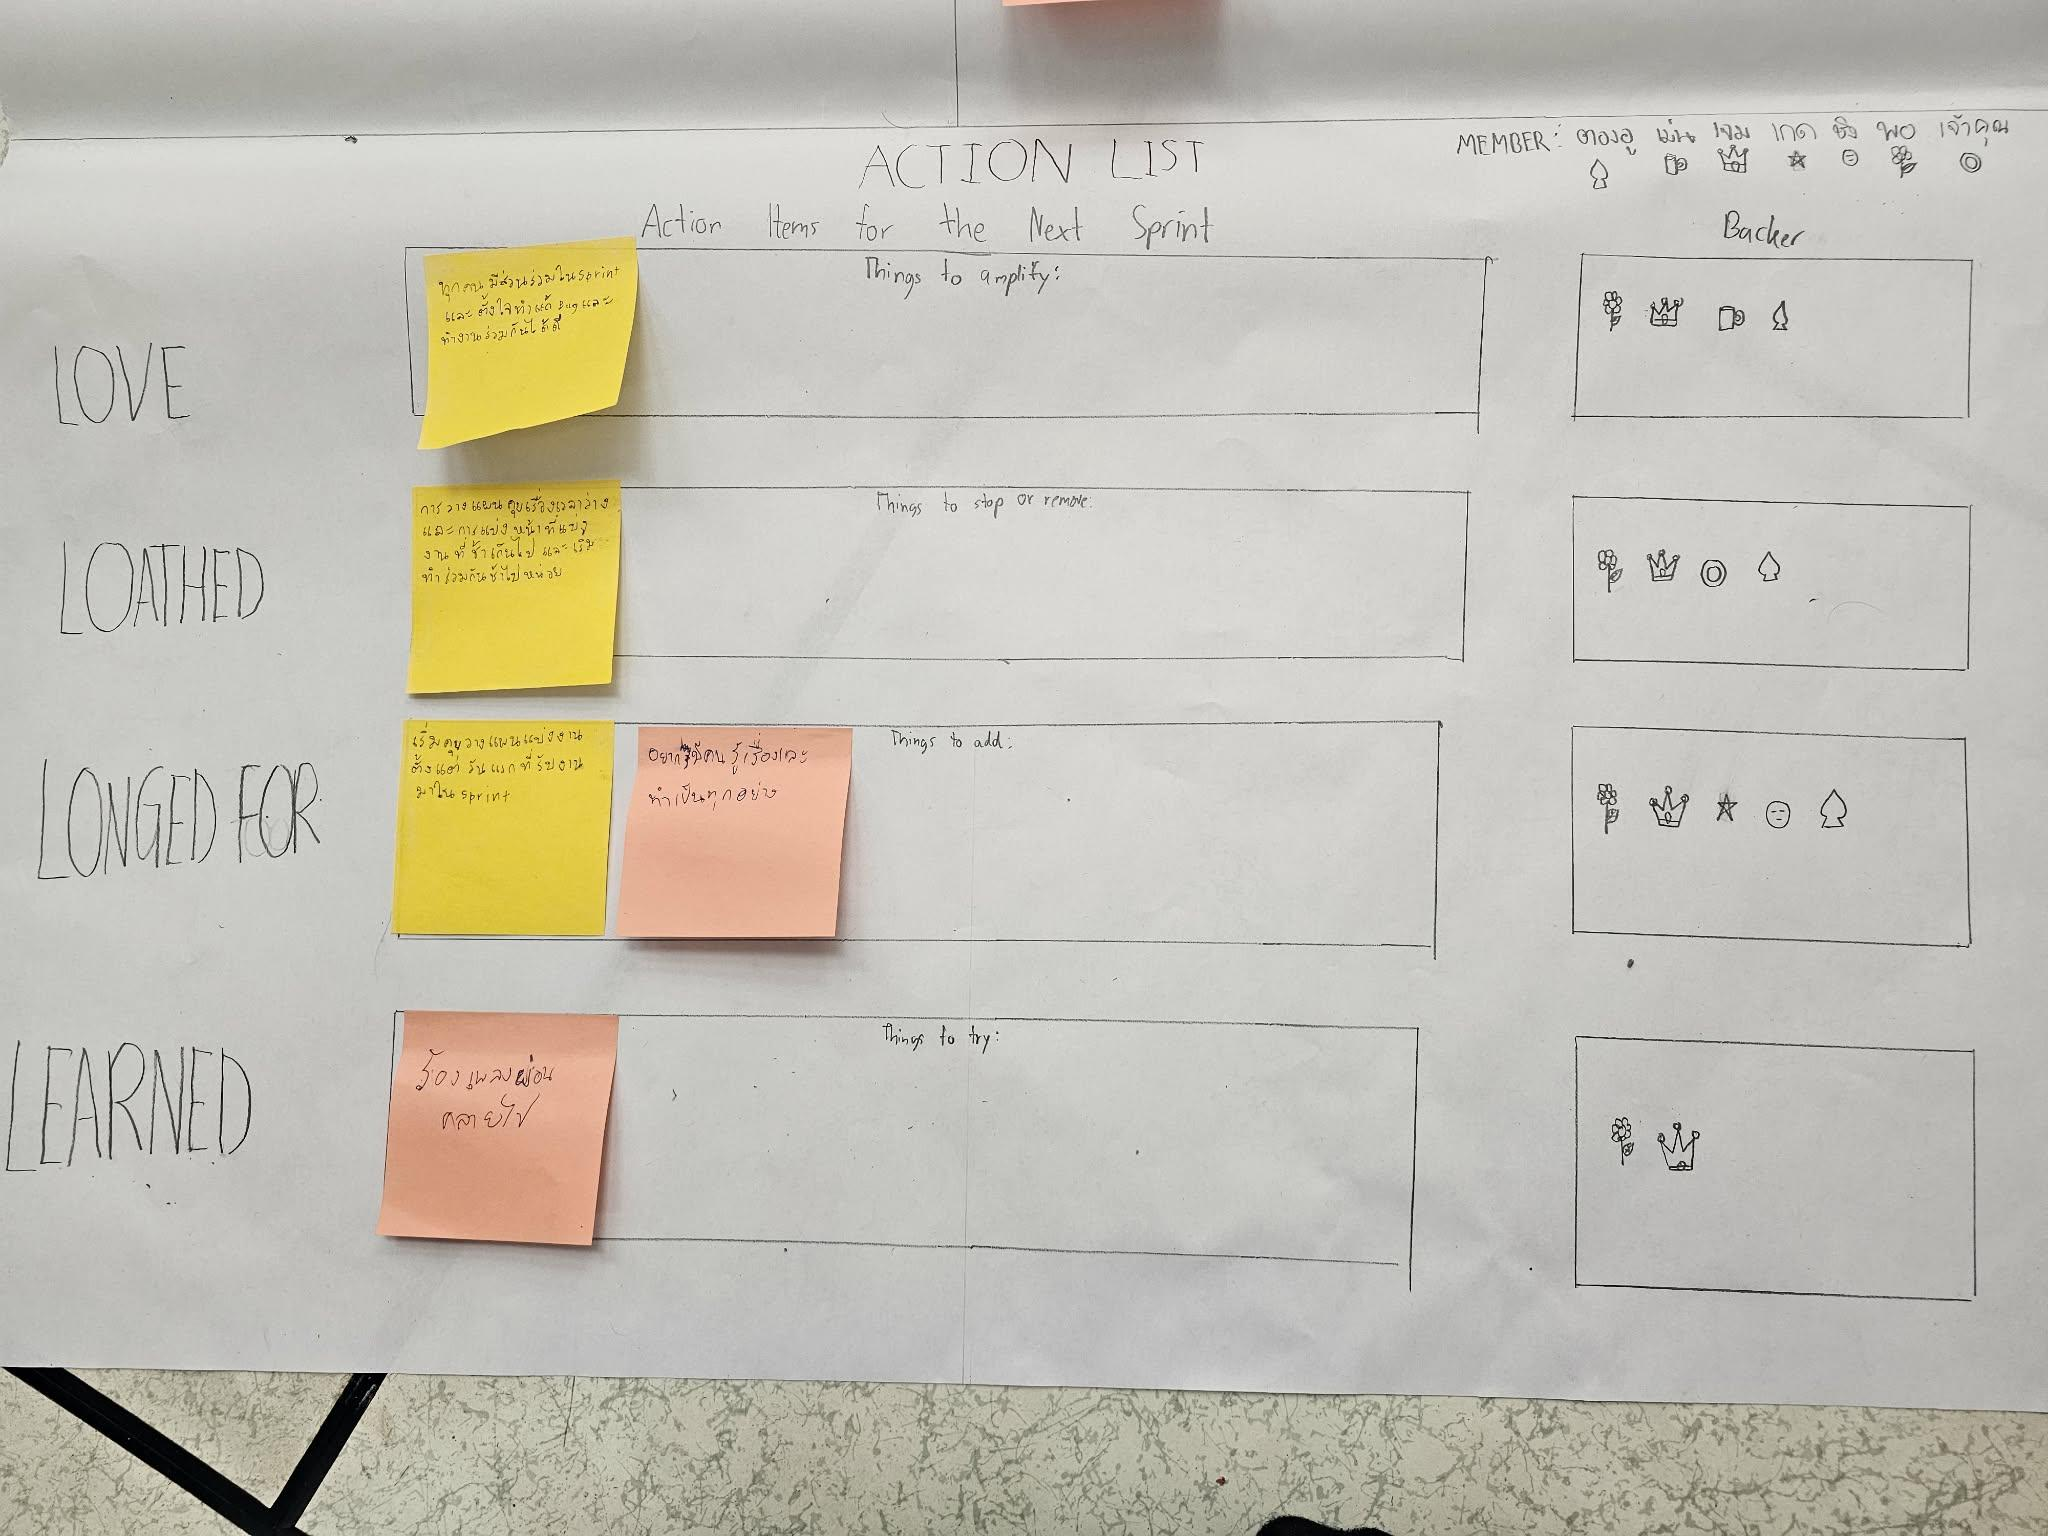 ACTION LIST
MEMBER: ตองอู เม่น เจม เกด ชิง พอ เจ้าคุณ
Action Items for the Next Sprint
Backer
LOVE
Things to amplify:
ทุกคน มีส่วนร่วมใน sprint
และ ตั้งใจทำ แก้ Bug และ
ทำงานร่วมกันได้ดี
LOATHED
Things to stop or remove:
การวางแผน คุยเรื่องเวลาว่าง
และการแบ่งหน้าที่แบ่ง
งานที่ช้าเกินไป และเริ่ม
ทำร่วมกันช้าไปหน่อย
LONGED FOR
Things to add:
เริ่มคุยวางแผนแบ่งงาน
ตั้งแต่วันแรกที่รับงาน
มาใน sprint
อยากให้คนรู้เรื่องและ
ทำเป็นทุกอย่าง
LEARNED
Things to try:
ร้องเพลงผ่อน
คลายไป